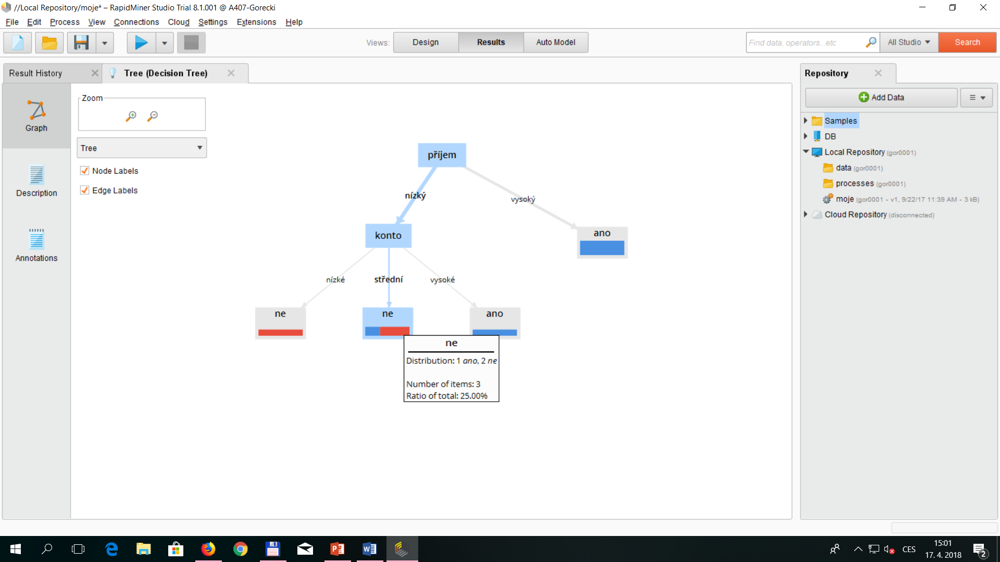 //Local Repository/moje* – RapidMiner Studio Trial 8.1.001 @ A407-Gorecki
File Edit Process View Connections Cloud Settings Extensions Help
Views: Design Results Auto Model
Find data, operators...etc All Studio Search
Result History Tree (Decision Tree)
Repository
Zoom
Add Data
Graph
Tree
Node Labels
Edge Labels
Description
Annotations
příjem
nízký
vysoký
konto
ano
nízké
střední
vysoké
ne
ne
ano
ne
Distribution: 1 ano, 2 ne
Number of items: 3
Ratio of total: 25.00%
Samples
DB
Local Repository (gor0001)
data (gor0001)
processes (gor0001)
moje (gor0001 - v1, 9/22/17 11:39 AM - 3 kB)
Cloud Repository (disconnected)
CES
15:01
17. 4. 2018
2